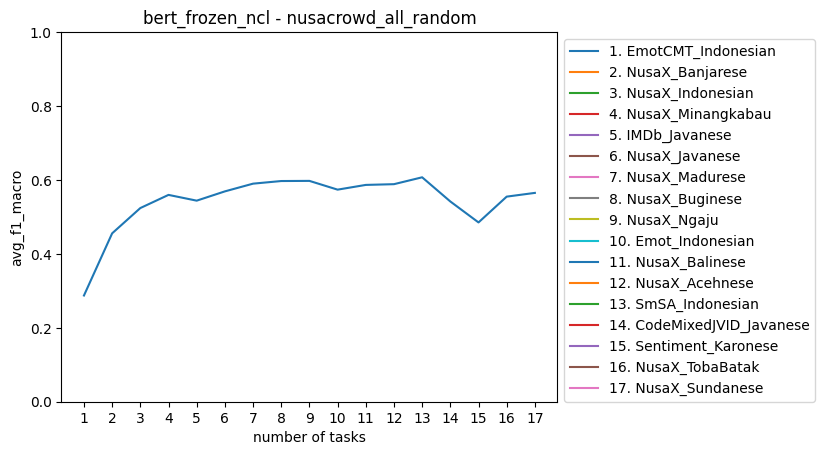 bert_frozen_ncl - nusacrowd_all_random
avg_f1_macro
1.0
0.8
0.6
0.4
0.2
0.0
1 2 3 4 5 6 7 8 9 10 11 12 13 14 15 16 17
number of tasks
1. EmotCMT_Indonesian
2. NusaX_Banjarese
3. NusaX_Indonesian
4. NusaX_Minangkabau
5. IMDb_Javanese
6. NusaX_Javanese
7. NusaX_Madurese
8. NusaX_Buginese
9. NusaX_Ngaju
10. Emot_Indonesian
11. NusaX_Balinese
12. NusaX_Acehnese
13. SmSA_Indonesian
14. CodeMixedJVID_Javanese
15. Sentiment_Karonese
16. NusaX_TobaBatak
17. NusaX_Sundanese